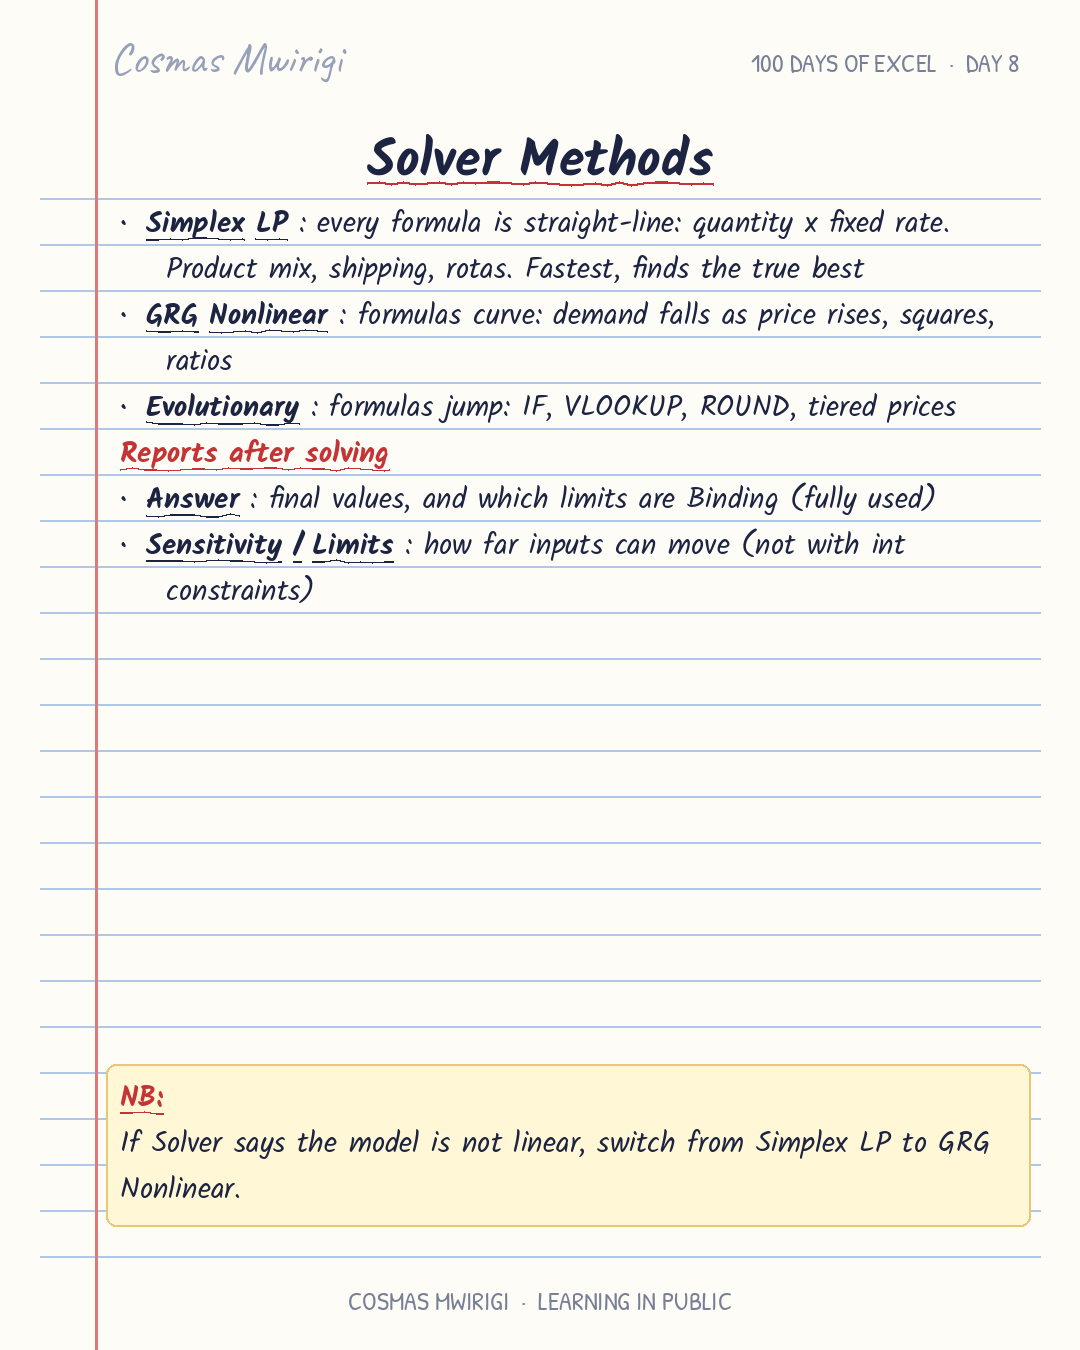 Cosmas Mwirigi
100 DAYS OF EXCEL · DAY 8
Solver Methods
· Simplex LP : every formula is straight-line: quantity x fixed rate.
Product mix, shipping, rotas. Fastest, finds the true best
· GRG Nonlinear : formulas curve: demand falls as price rises, squares,
ratios
· Evolutionary : formulas jump: IF, VLOOKUP, ROUND, tiered prices
Reports after solving
· Answer : final values, and which limits are Binding (fully used)
· Sensitivity / Limits : how far inputs can move (not with int
constraints)
NB:
If Solver says the model is not linear, switch from Simplex LP to GRG
Nonlinear.
COSMAS MWIRIGI · LEARNING IN PUBLIC